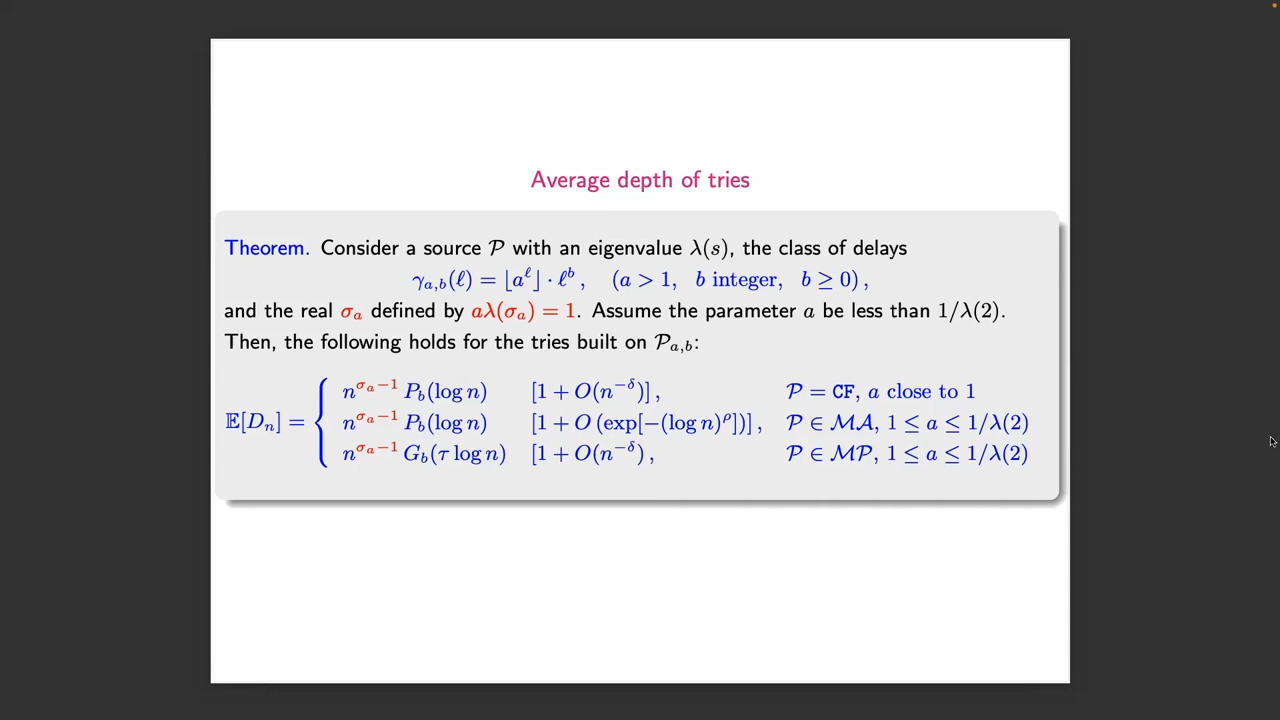 Average depth of tries
Theorem. Consider a source 𝒫 with an eigenvalue λ(s), the class of delays
γ_{a,b}(ℓ) = ⌊a^ℓ⌋ · ℓ^b, (a > 1, b integer, b ≥ 0),
and the real σ_a defined by aλ(σ_a) = 1. Assume the parameter a be less than 1/λ(2).
Then, the following holds for the tries built on 𝒫_{a,b}:
n^{σ_a−1} P_b(log n) [1 + O(n^{−δ})], 𝒫 = CF, a close to 1
𝔼[D_n] = { n^{σ_a−1} P_b(log n) [1 + O (exp[−(log n)^ρ])], 𝒫 ∈ ℳ𝒜, 1 ≤ a ≤ 1/λ(2)
n^{σ_a−1} G_b(τ log n) [1 + O(n^{−δ}), 𝒫 ∈ ℳ𝒫, 1 ≤ a ≤ 1/λ(2)